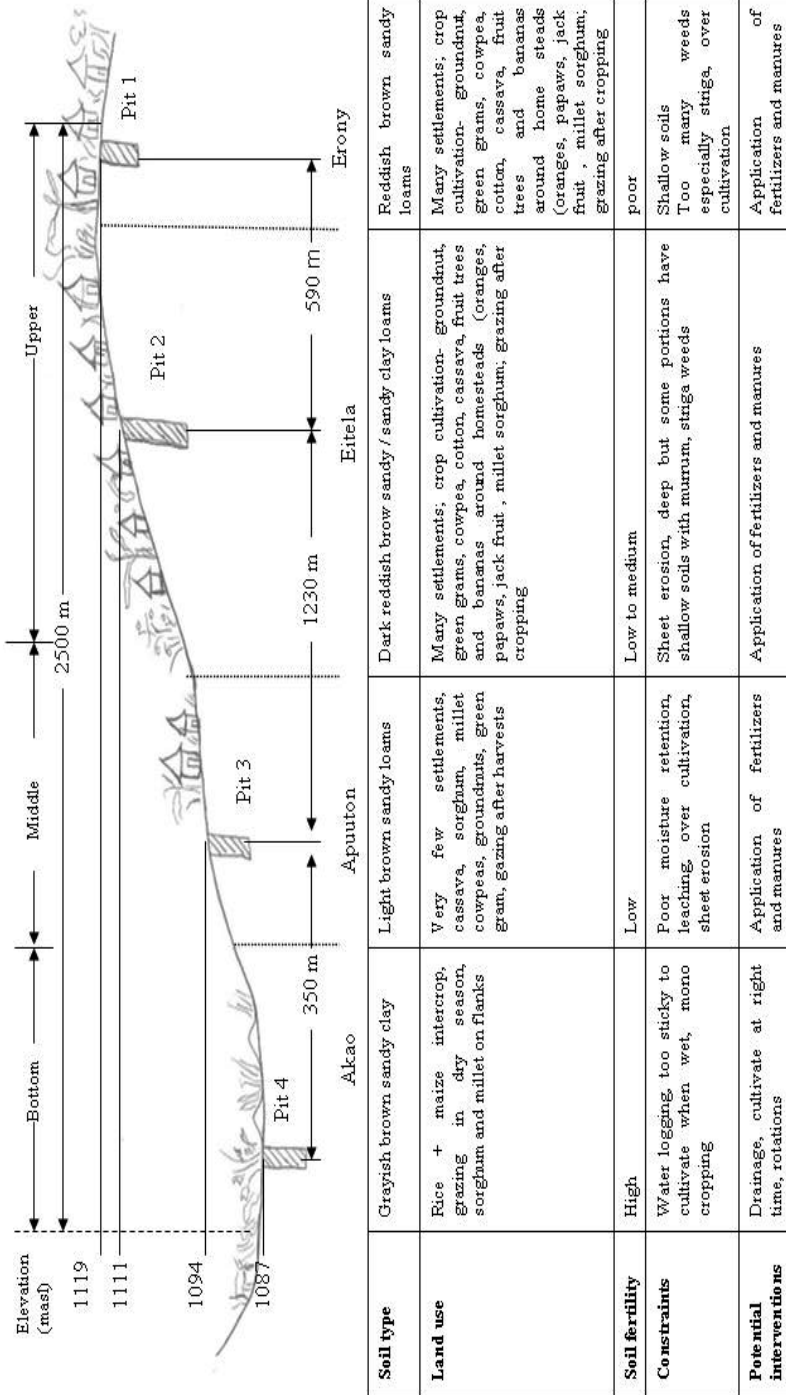 Elevation
(masl)
1119
1111
1094
1087
Bottom
Middle
Upper
2500 m
Pit 4
Pit 3
Pit 2
Pit 1
350 m
1230 m
590 m
Akao
Apuuton
Eitela
Erony
Soil type
Grayish brown sandy clay
Light brown sandy loams
Dark reddish brow sandy / sandy clay loams
Reddish brown sandy
loams
Land use
Rice + maize intercrop,
grazing in dry season,
sorghum and millet on flanks
Very few settlements,
cassava, sorghum, millet
cowpeas, groundnuts, green
gram, gazing after harvests
Many settlements; crop cultivation- groundnut,
green grams, cowpea, cotton, cassava, fruit trees
and bananas around homesteads (oranges,
papaws, jack fruit , millet sorghum; grazing after
cropping
Many settlements; crop
cultivation- groundnut,
green grams, cowpea,
cotton, cassava, fruit
trees and bananas
around home steads
(oranges, papaws, jack
fruit , millet sorghum;
grazing after cropping
Soil fertility
High
Low
Low to medium
poor
Constraints
Water logging, too sticky to
cultivate when wet, mono
cropping
Poor moisture retention,
leaching, over cultivation,
sheet erosion
Sheet erosion, deep but some portions have
shallow soils with murrum, striga weeds
Shallow soils
Too many weeds
especially striga, over
cultivation
Potential
interventions
Drainage, cultivate at right
time, rotations
Application of fertilizers
and manures
Application of fertilizers and manures
Application of
fertilizers and manures